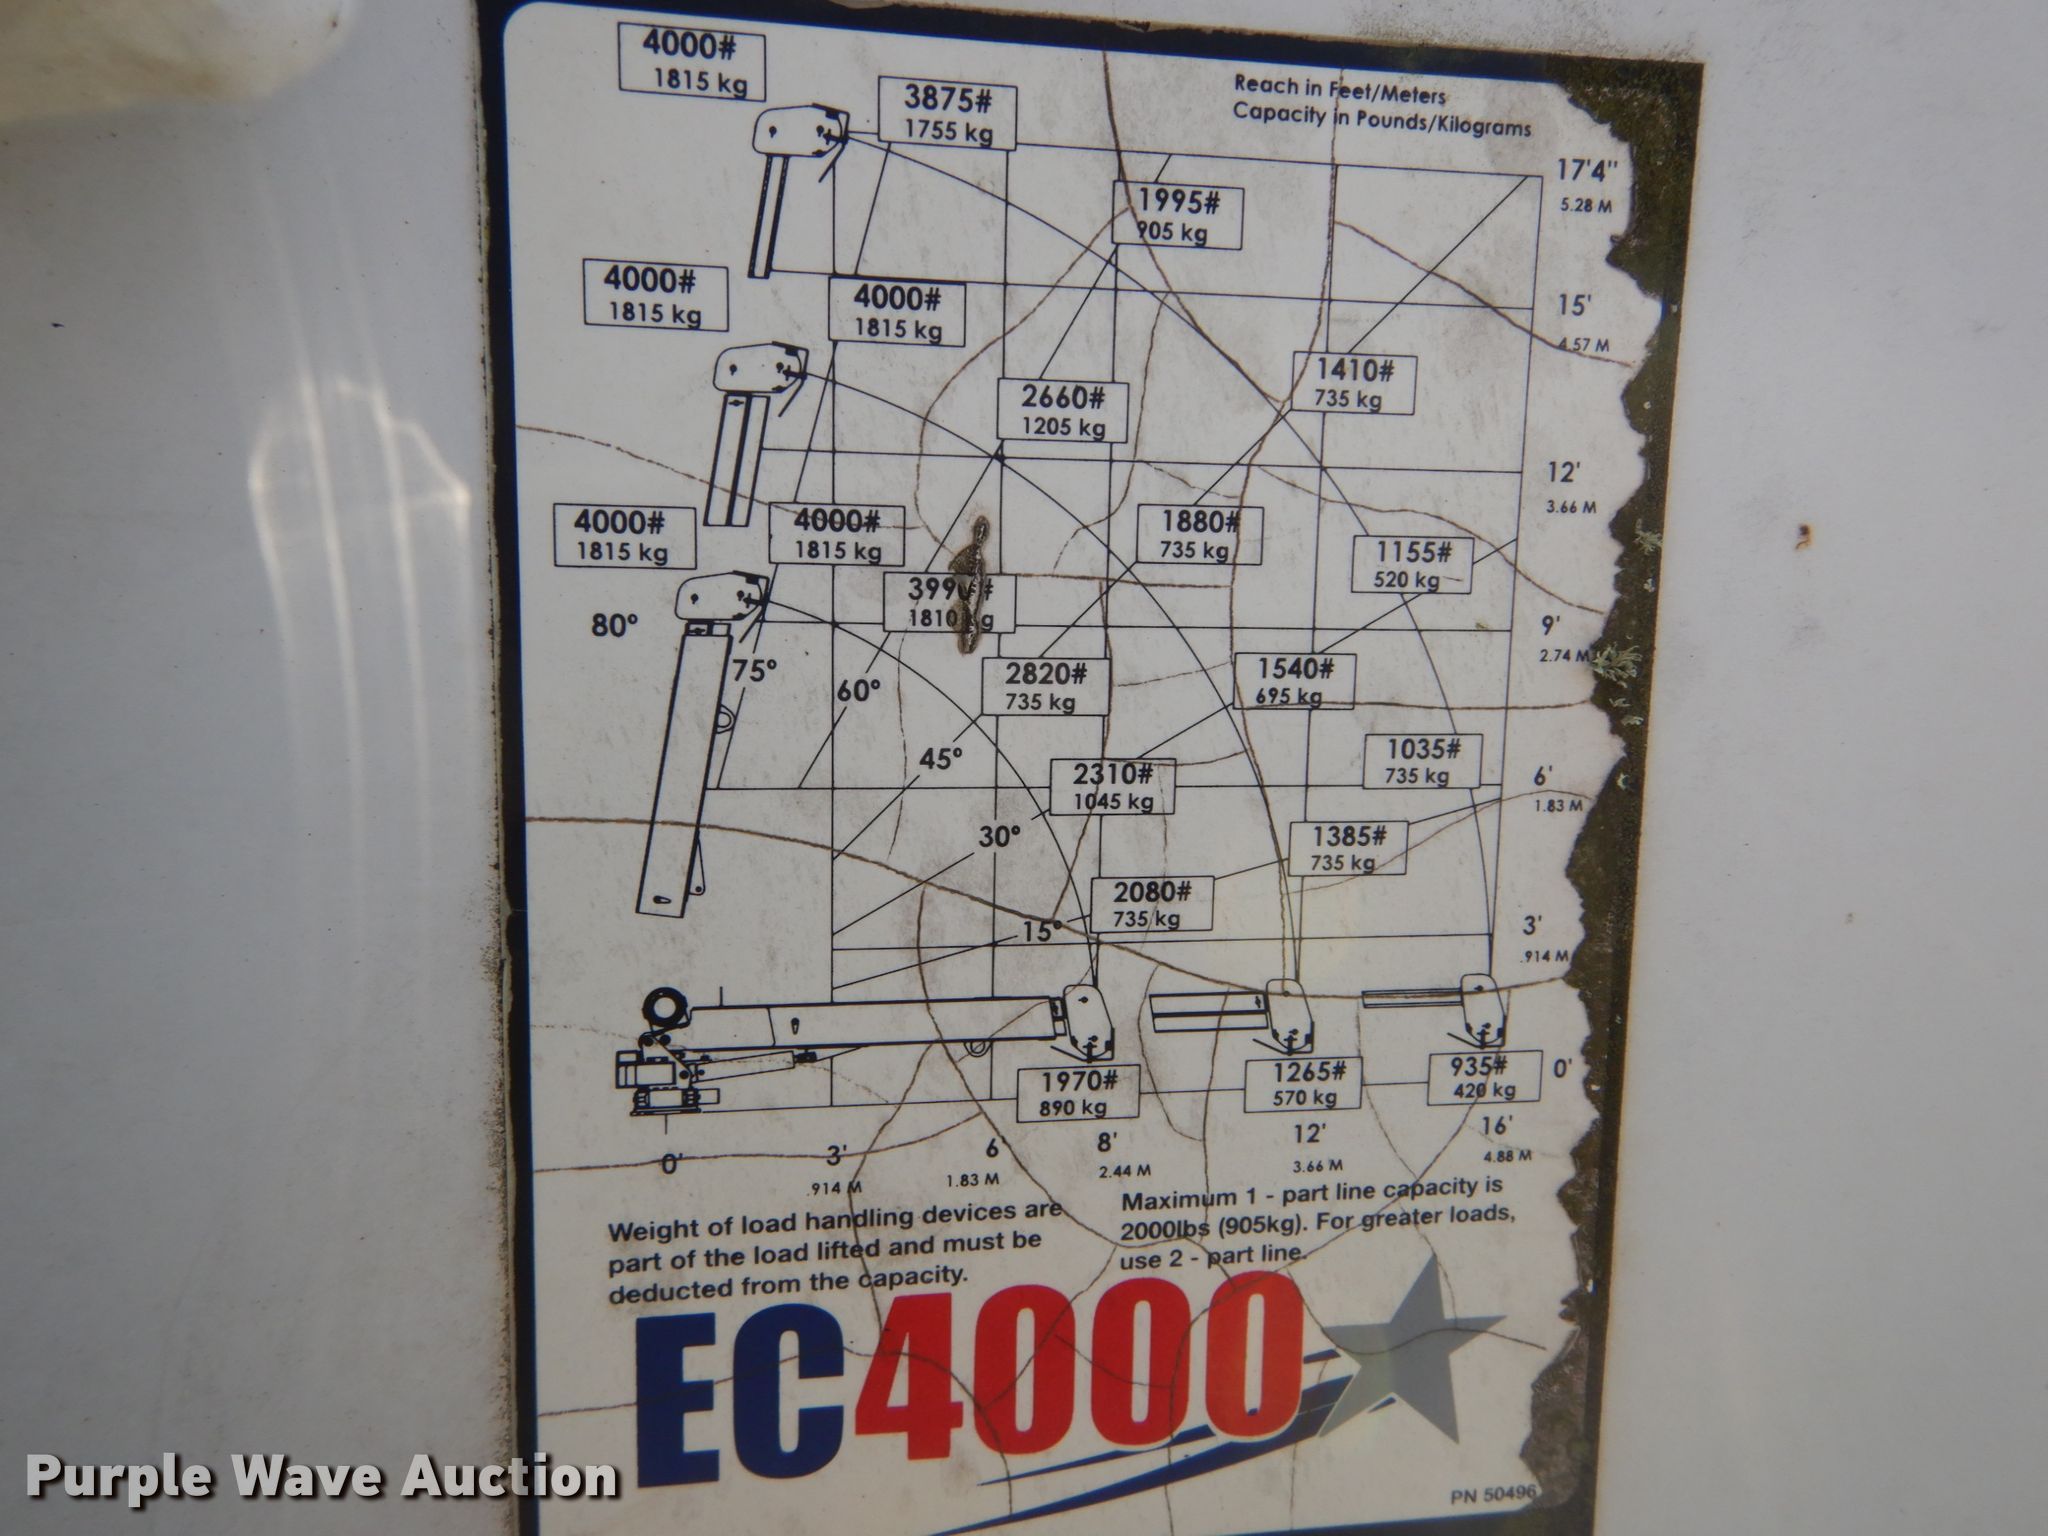 4000#
1815 kg
3875#
1755 kg
Reach in Feet/Meters
Capacity in Pounds/Kilograms
17'4"
5.28 M
1995#
905 kg
4000#
1815 kg
4000#
1815 kg
15'
4.57 M
1410#
735 kg
2660#
1205 kg
12'
3.66 M
4000#
1815 kg
4000#
1815 kg
1880#
735 kg
1155#
520 kg
1810 kg
80°
9'
2.74 M
75°
60°
2820#
735 kg
1540#
695 kg
45°
1035#
735 kg
2310#
1045 kg
6'
1.83 M
30°
1385#
735 kg
2080#
735 kg
15°
3'
.914 M
1970#
890 kg
1265#
570 kg
935#
420 kg
0'
0'
3'
.914 M
6
1.83 M
8'
2.44 M
12'
3.66 M
16'
4.88 M
Weight of load handling devices are
part of the load lifted and must be
deducted from the capacity.
Maximum 1 - part line capacity is
2000lbs (905kg). For greater loads,
use 2 - part line.
EC4000
PN 50496
Purple Wave Auction